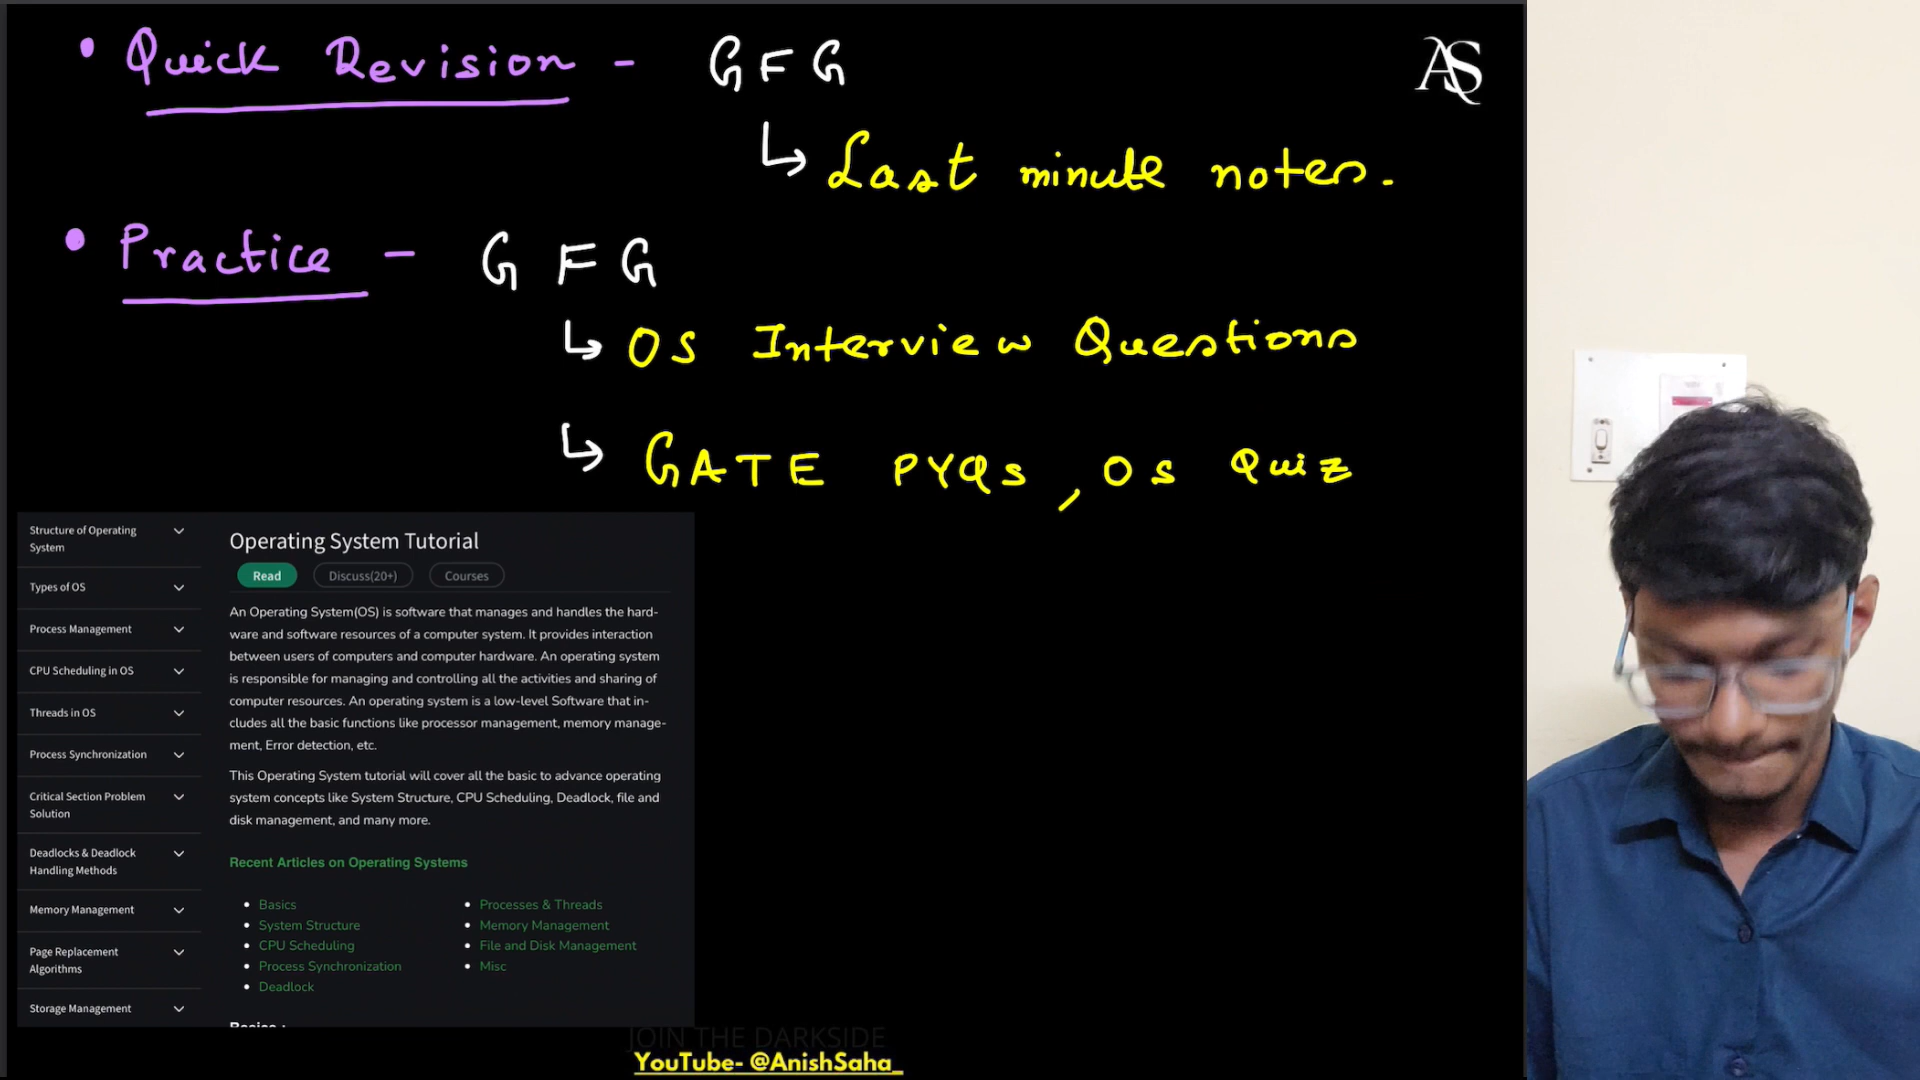 • Quick Revision - GFG
AS
↳ Last minute notes.
• Practice - GFG
↳ OS Interview Questions
↳ GATE PYQs, OS Quiz
Structure of Operating
System
Types of OS
Process Management
CPU Scheduling in OS
Threads in OS
Process Synchronization
Critical Section Problem
Solution
Deadlocks & Deadlock
Handling Methods
Memory Management
Page Replacement
Algorithms
Storage Management
Operating System Tutorial
Read
Discuss(20+)
Courses
An Operating System(OS) is software that manages and handles the hard-
ware and software resources of a computer system. It provides interaction
between users of computers and computer hardware. An operating system
is responsible for managing and controlling all the activities and sharing of
computer resources. An operating system is a low-level Software that in-
cludes all the basic functions like processor management, memory manage-
ment, Error detection, etc.
This Operating System tutorial will cover all the basic to advance operating
system concepts like System Structure, CPU Scheduling, Deadlock, file and
disk management, and many more.
Recent Articles on Operating Systems
• Basics
• System Structure
• CPU Scheduling
• Process Synchronization
• Deadlock
• Processes & Threads
• Memory Management
• File and Disk Management
• Misc
Basics :
JOIN THE DARKSIDE
YouTube- @AnishSaha_